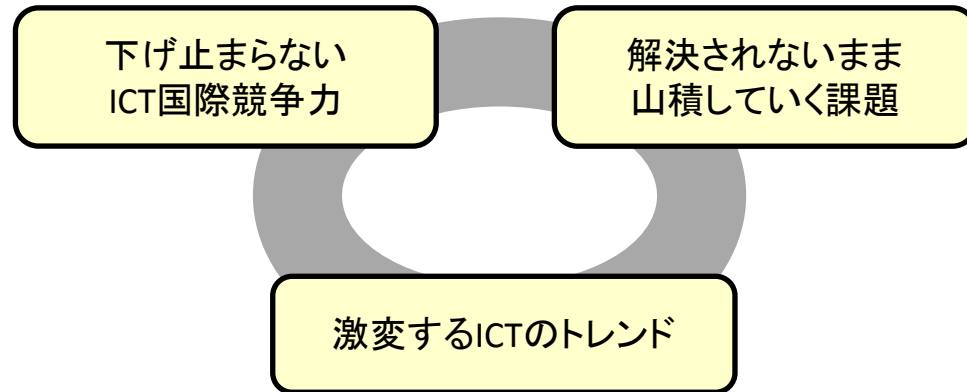 下げ止まらない
ICT国際競争力
解決されないまま
山積していく課題
激変するICTのトレンド